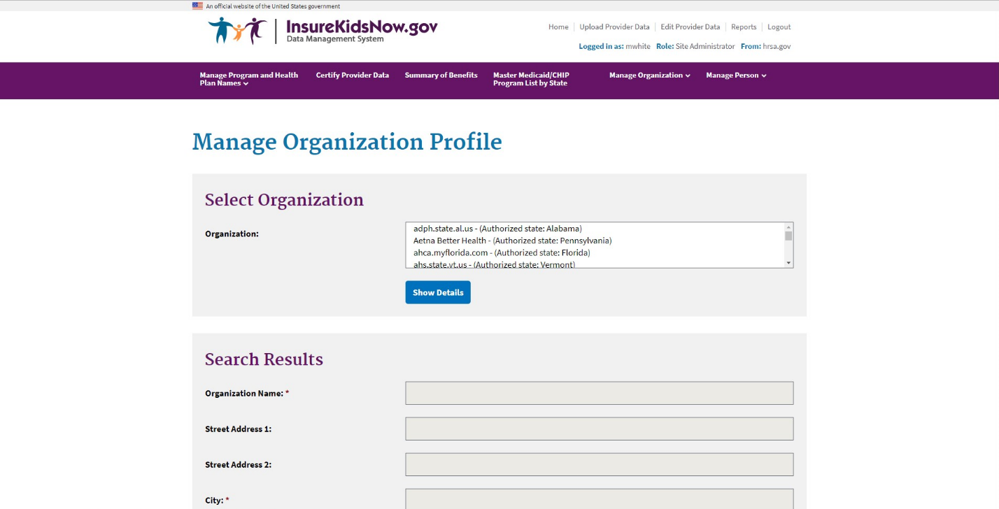 An official website of the United States government
InsureKidsNow.gov
Data Management System
Home
Upload Provider Data
Edit Provider Data
Reports
Logout
Logged in as: mwhite Role: Site Administrator From: hrsa.gov
Manage Program and Health
Plan Names
Certify Provider Data
Summary of Benefits
Master Medicaid/CHIP
Program List by State
Manage Organization
Manage Person
Manage Organization Profile
Select Organization
Organization:
adph.state.al.us - (Authorized state: Alabama)
Aetna Better Health - (Authorized state: Pennsylvania)
ahca.myflorida.com - (Authorized state: Florida)
ahs.state.vt.us - (Authorized state: Vermont)
Show Details
Search Results
Organization Name: *
Street Address 1:
Street Address 2:
City: *